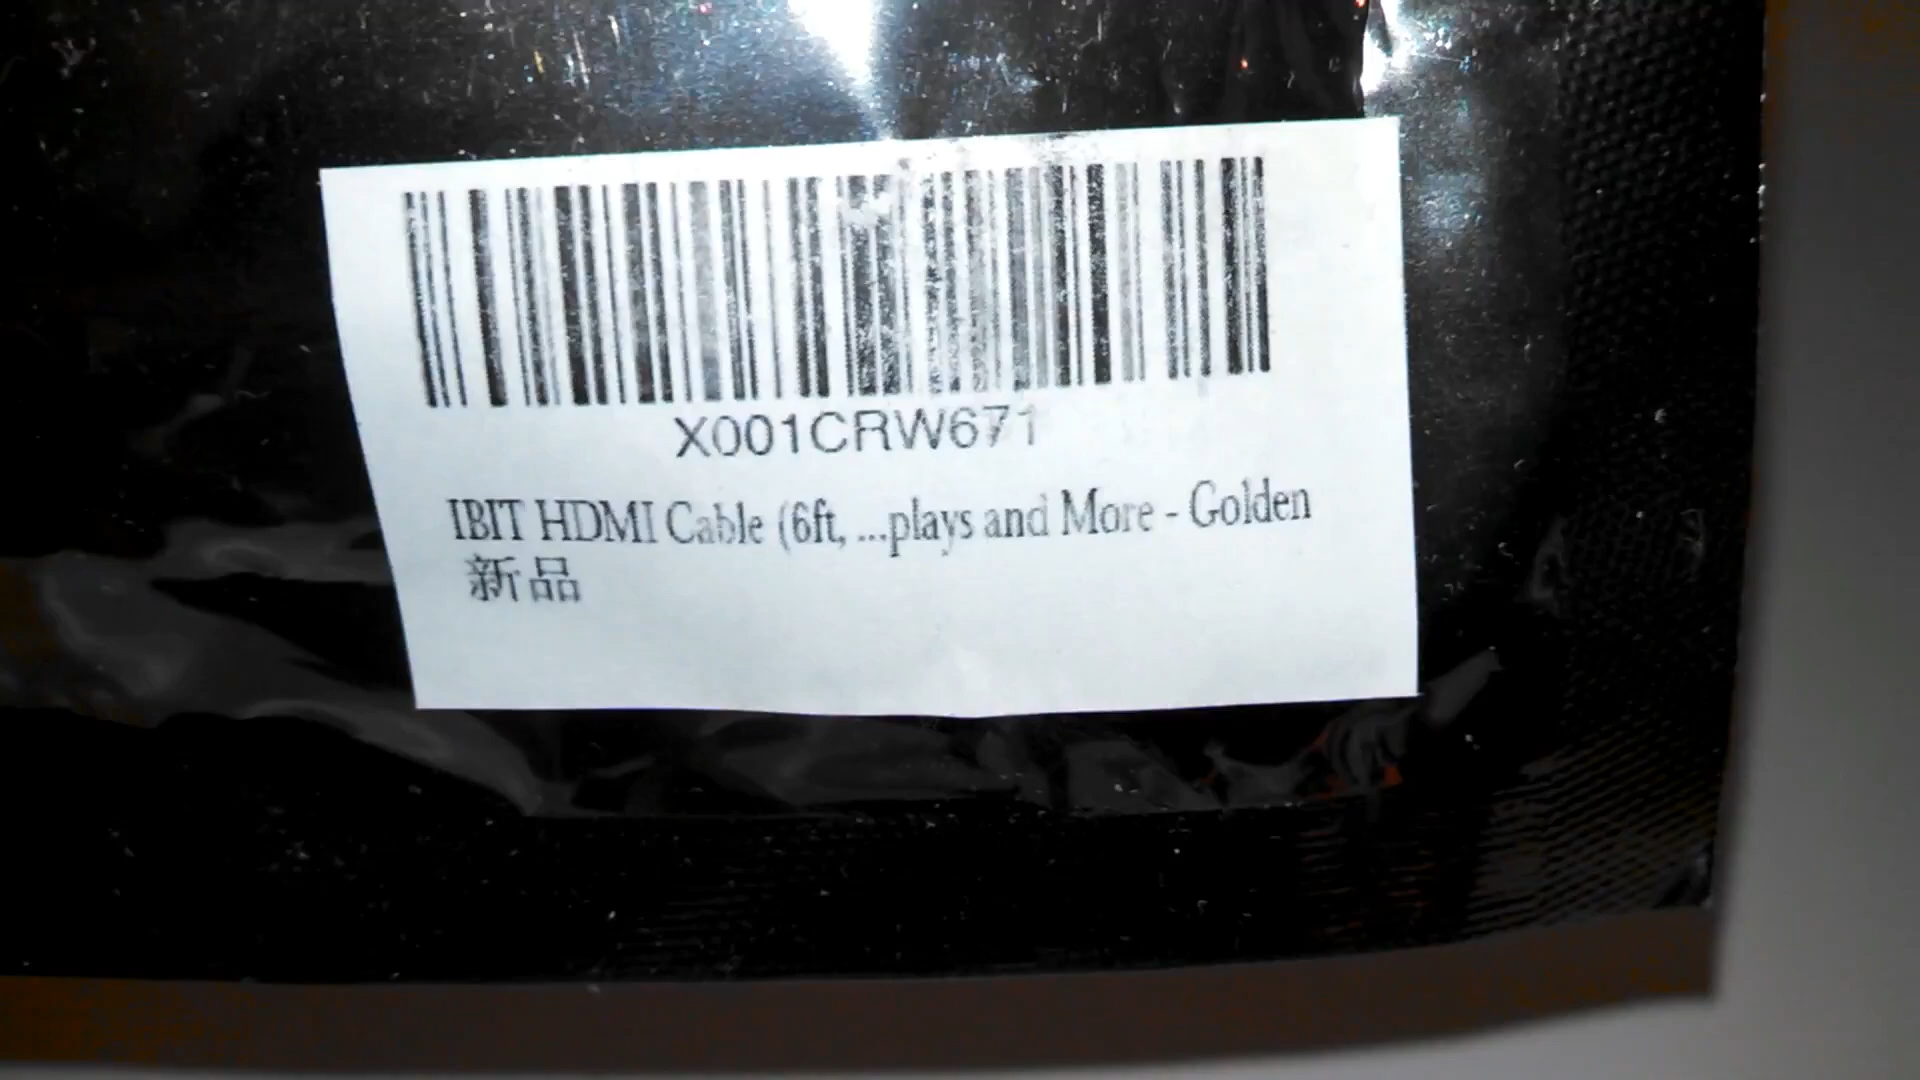 X001CRW671
IBIT HDMI Cable (6ft, ...plays and More - Golden
新品